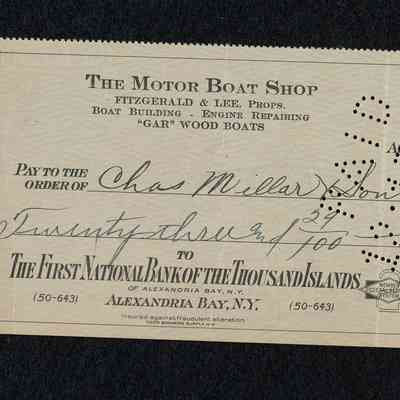 THE MOTOR BOAT SHOP
FITZGERALD & LEE, PROPS.
BOAT BUILDING - ENGINE REPAIRING
"GAR" WOOD BOATS
A
PAY TO THE
ORDER OF Chas Millar & Son
Twenty three and 29/100
TO
THE FIRST NATIONAL BANK OF THE THOUSAND ISLANDS
OF ALEXANDRIA BAY, N.Y.
(50-643) ALEXANDRIA BAY, N.Y. (50-643)
Insured against fraudulent alteration